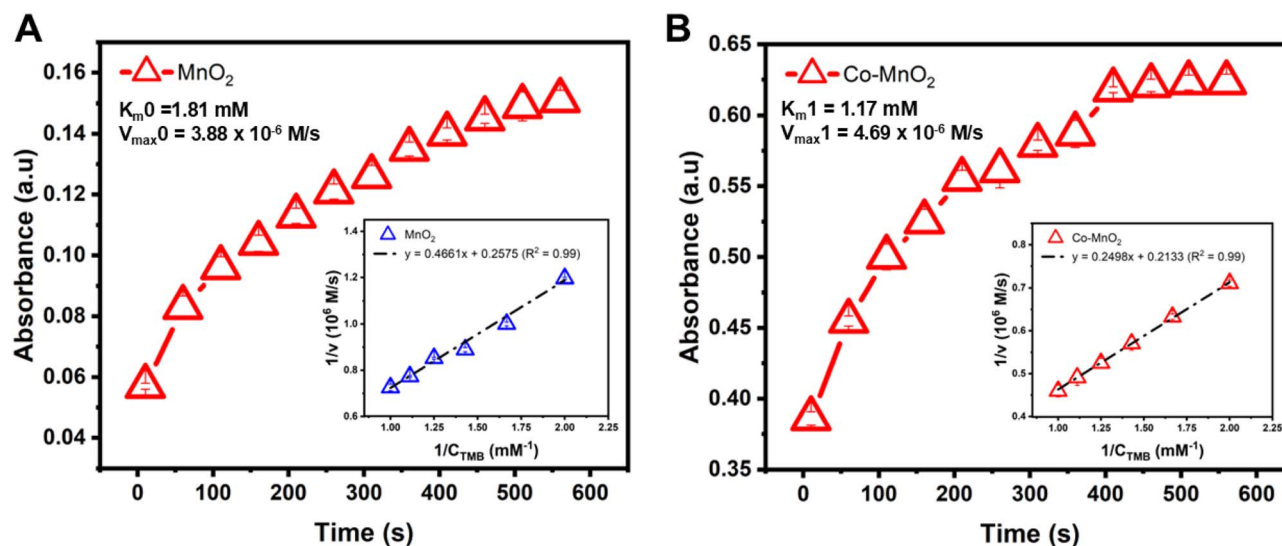 A
MnO₂
Kₘ0 =1.81 mM
Vₘₐₓ0 = 3.88 x 10⁻⁶ M/s
Absorbance (a.u)
0.16
0.14
0.12
0.10
0.08
0.06
0.04
0 100 200 300 400 500 600
Time (s)
MnO₂
y = 0.4661x + 0.2575 (R² = 0.99)
1/v (10⁶ M/s)
1.4
1.2
1.0
0.8
0.6
1.00 1.25 1.50 1.75 2.00 2.25
1/C_TMB (mM⁻¹)
B
Co-MnO₂
Kₘ1 = 1.17 mM
Vₘₐₓ1 = 4.69 x 10⁻⁶ M/s
Absorbance (a.u)
0.65
0.60
0.55
0.50
0.45
0.40
0.35
0 100 200 300 400 500 600
Time (s)
Co-MnO₂
y = 0.2498x + 0.2133 (R² = 0.99)
1/v (10⁶ M/s)
0.8
0.7
0.6
0.5
0.4
1.00 1.25 1.50 1.75 2.00 2.25
1/C_TMB (mM⁻¹)